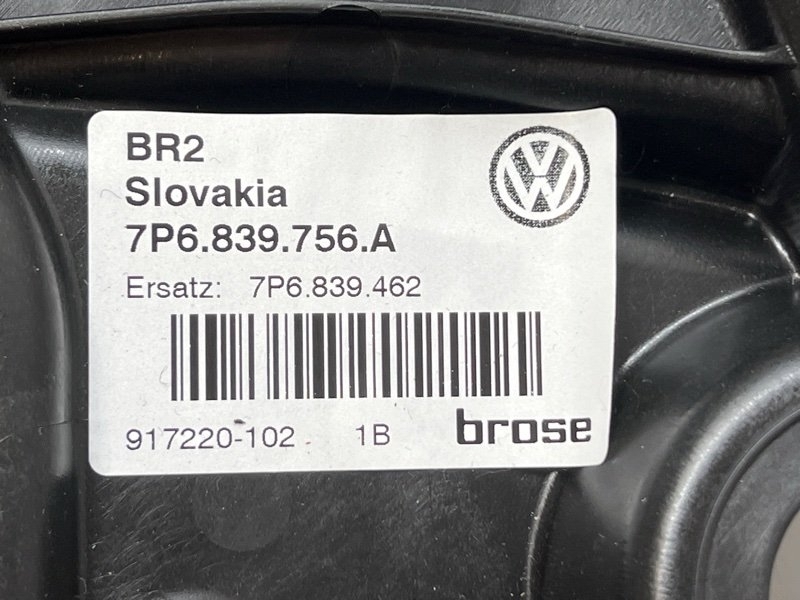 BR2
Slovakia
7P6.839.756.A
Ersatz: 7P6.839.462
917220-102 1B brose